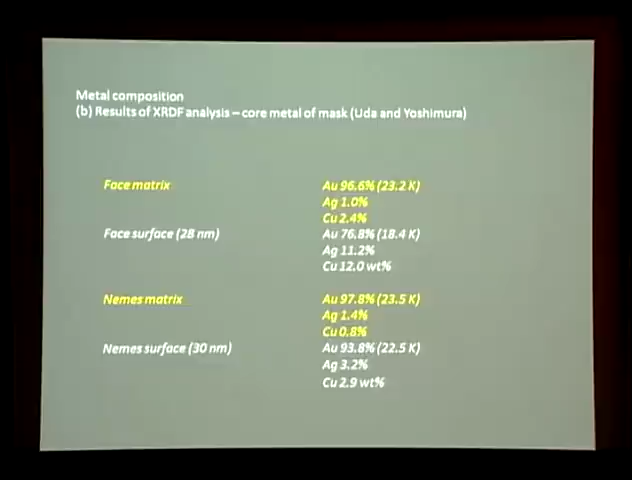 Metal composition
(b) Results of XRDF analysis – core metal of mask (Uda and Yoshimura)
Face matrix Au 96.6% (23.2 K)
Ag 1.0%
Cu 2.4%
Face surface (28 nm) Au 76.8% (18.4 K)
Ag 11.2%
Cu 12.0 wt%
Nemes matrix Au 97.8% (23.5 K)
Ag 1.4%
Cu 0.8%
Nemes surface (30 nm) Au 93.8% (22.5 K)
Ag 3.2%
Cu 2.9 wt%